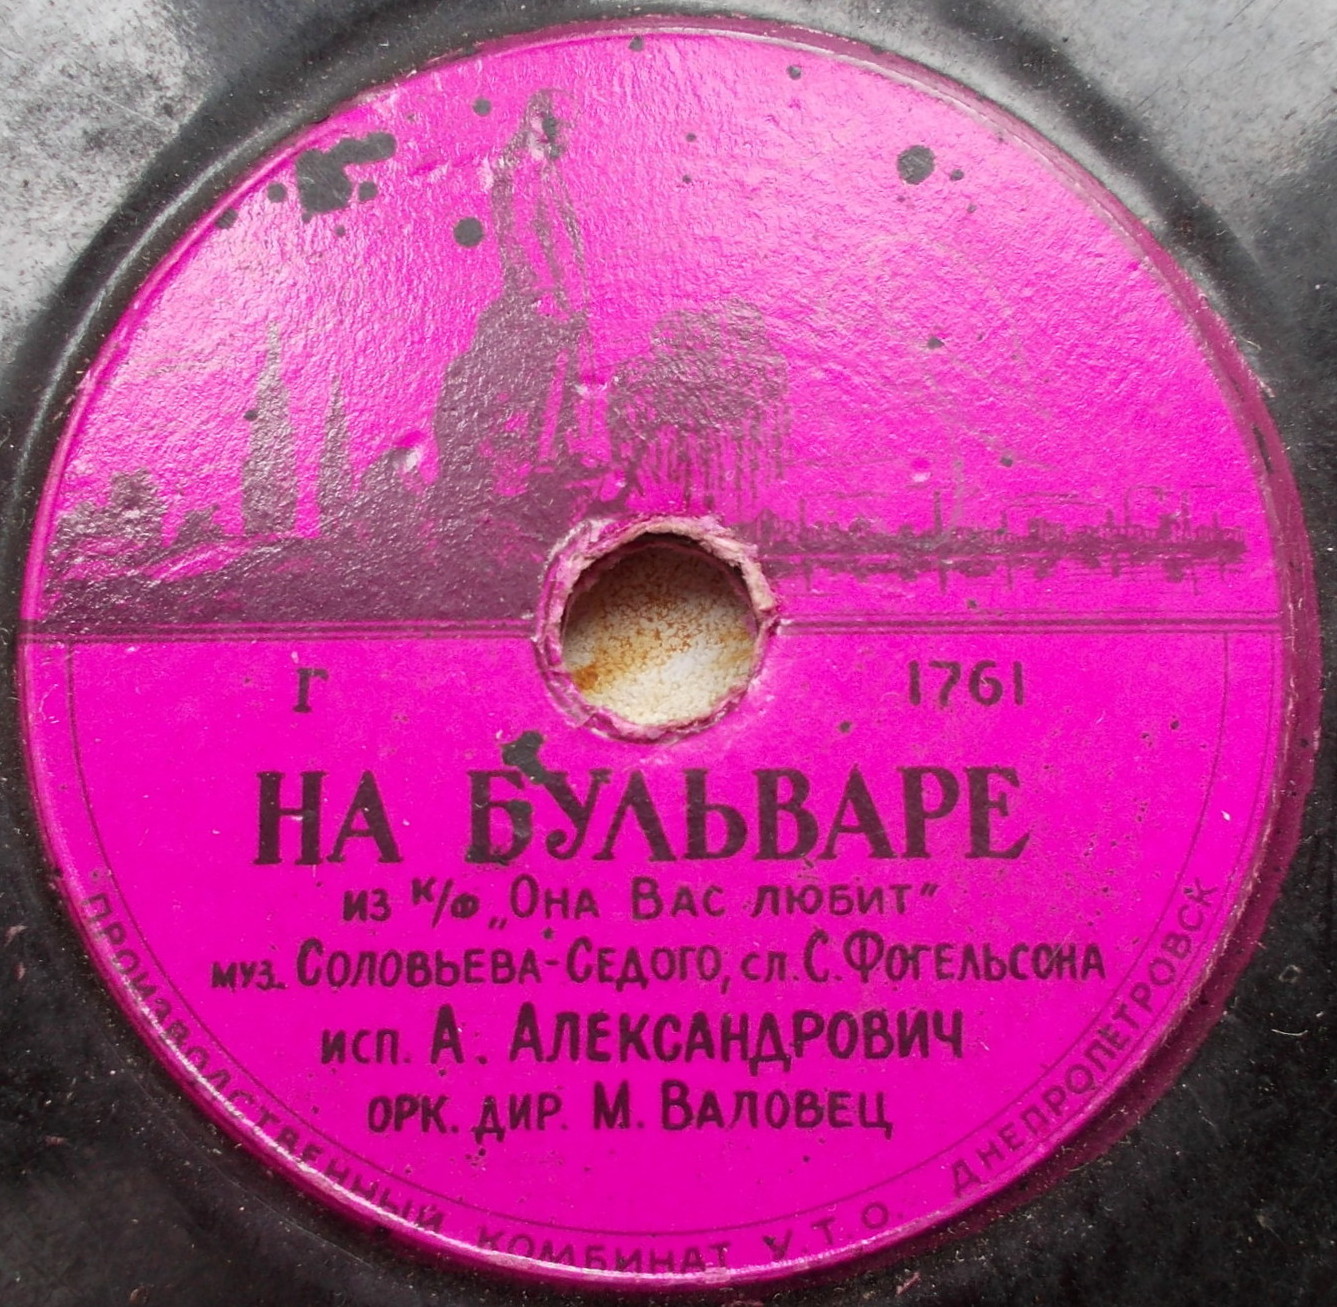 г 1761
НА БУЛЬВАРЕ
из к/ф „Она Вас любит"
муз. Соловьева-Седого, сл. С. Фогельсона
исп. А. Александрович
орк. дир. М. Валовец
ПРОИЗВОДСТВЕННЫЙ КОМБИНАТ У.Т.О. ДНЕПРОПЕТРОВСК